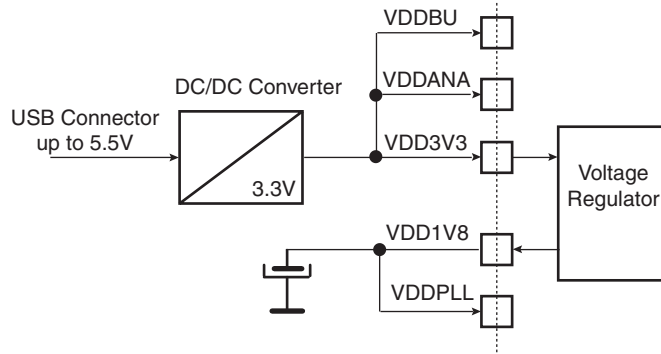 VDDBU
DC/DC Converter
VDDANA
USB Connector
up to 5.5V
VDD3V3
3.3V
Voltage
Regulator
VDD1V8
VDDPLL